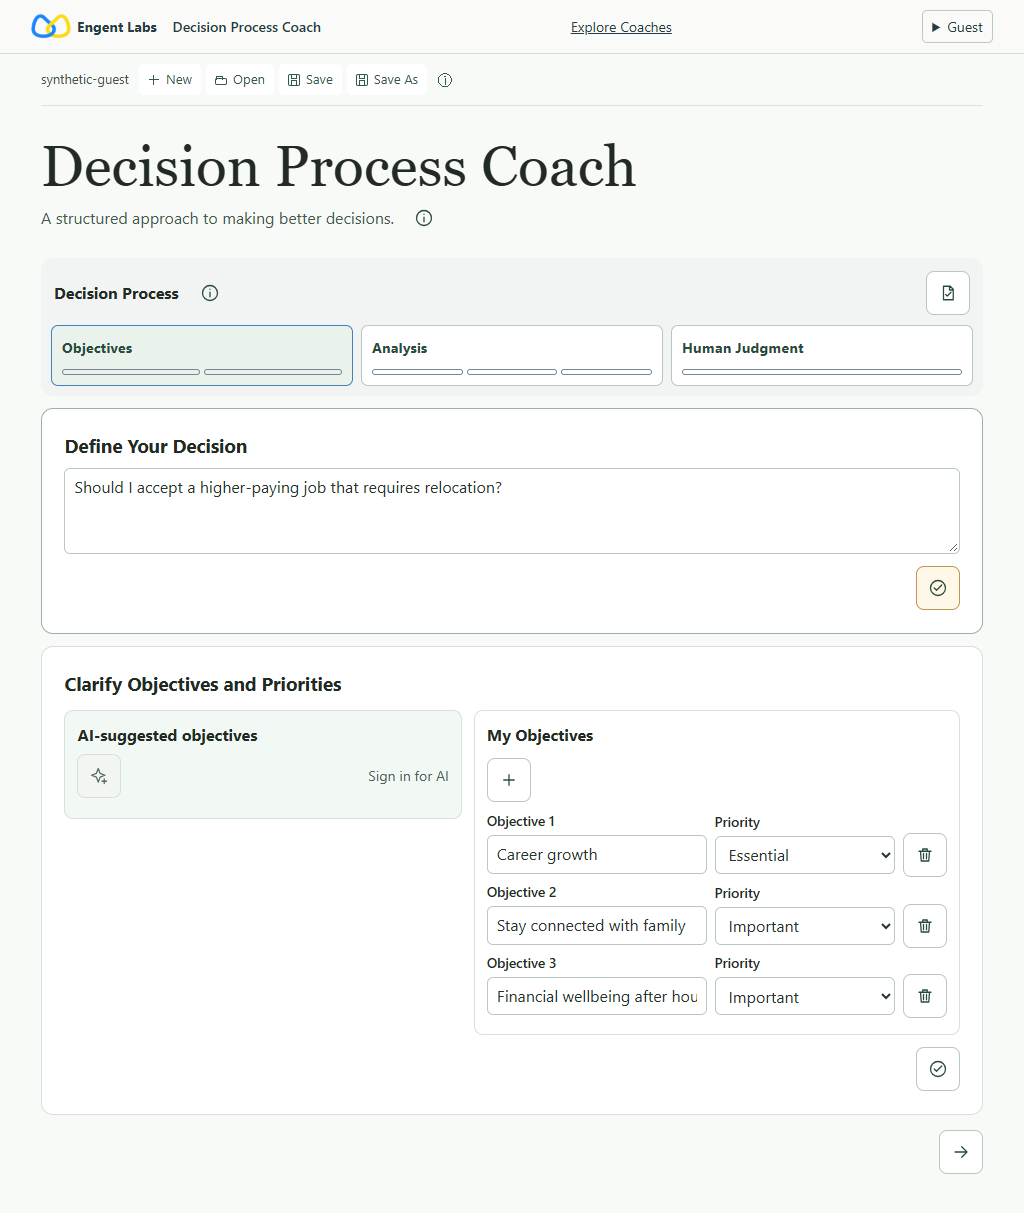 Engent Labs Decision Process Coach Explore Coaches Guest
synthetic-guest New Open Save Save As
Decision Process Coach
A structured approach to making better decisions.
Decision Process
Objectives Analysis Human Judgment
Define Your Decision
Should I accept a higher-paying job that requires relocation?
Clarify Objectives and Priorities
AI-suggested objectives
Sign in for AI
My Objectives
Objective 1 Priority
Career growth Essential
Objective 2 Priority
Stay connected with family Important
Objective 3 Priority
Financial wellbeing after hou Important